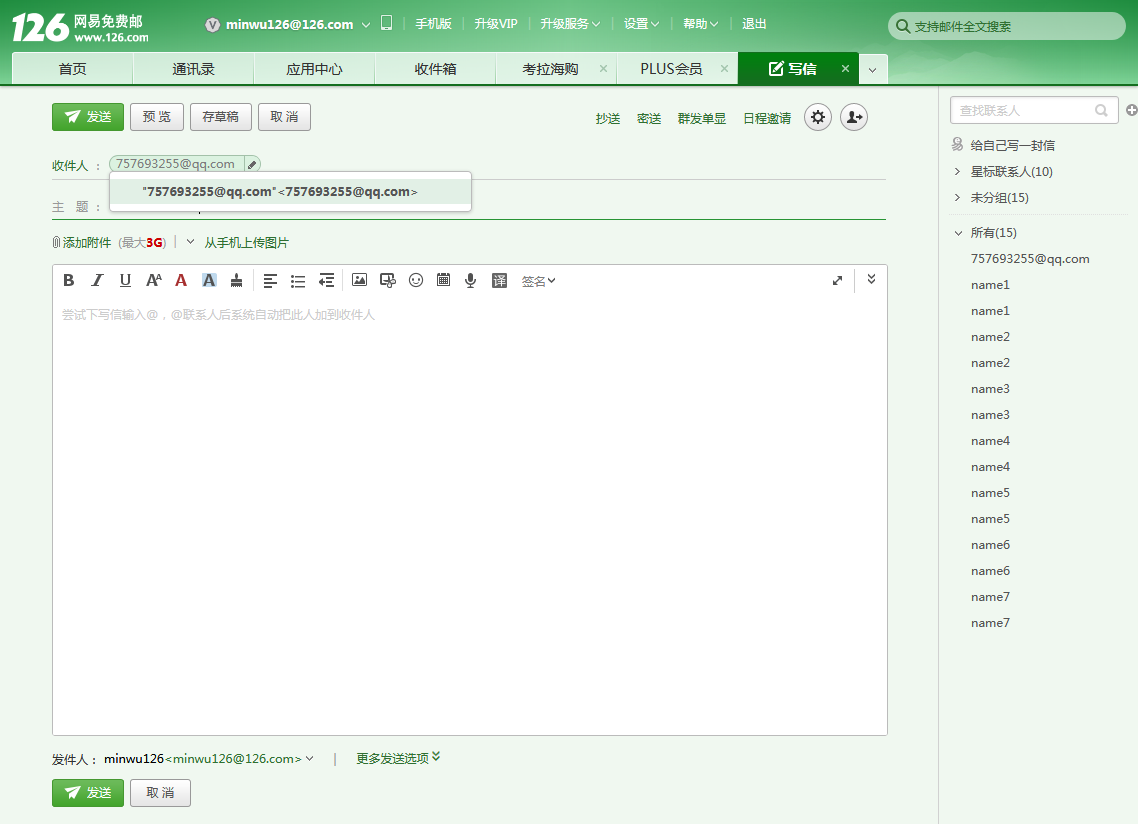 126 网易免费邮
www.126.com
minwu126@126.com 手机版 升级VIP 升级服务 设置 帮助 退出
支持邮件全文搜索
首页 通讯录 应用中心 收件箱 考拉海购 PLUS会员 写信
发送 预览 存草稿 取消
抄送 密送 群发单显 日程邀请
收件人：757693255@qq.com
"757693255@qq.com"<757693255@qq.com>
主 题：
添加附件 (最大3G) 从手机上传图片
B I U A A A A 译 签名
尝试下写信输入@，@联系人后系统自动把此人加到收件人
发件人：minwu126<minwu126@126.com> | 更多发送选项
发送 取消
查找联系人
给自己写一封信
星标联系人(10)
未分组(15)
所有(15)
757693255@qq.com
name1
name1
name2
name2
name3
name3
name4
name4
name5
name5
name6
name6
name7
name7